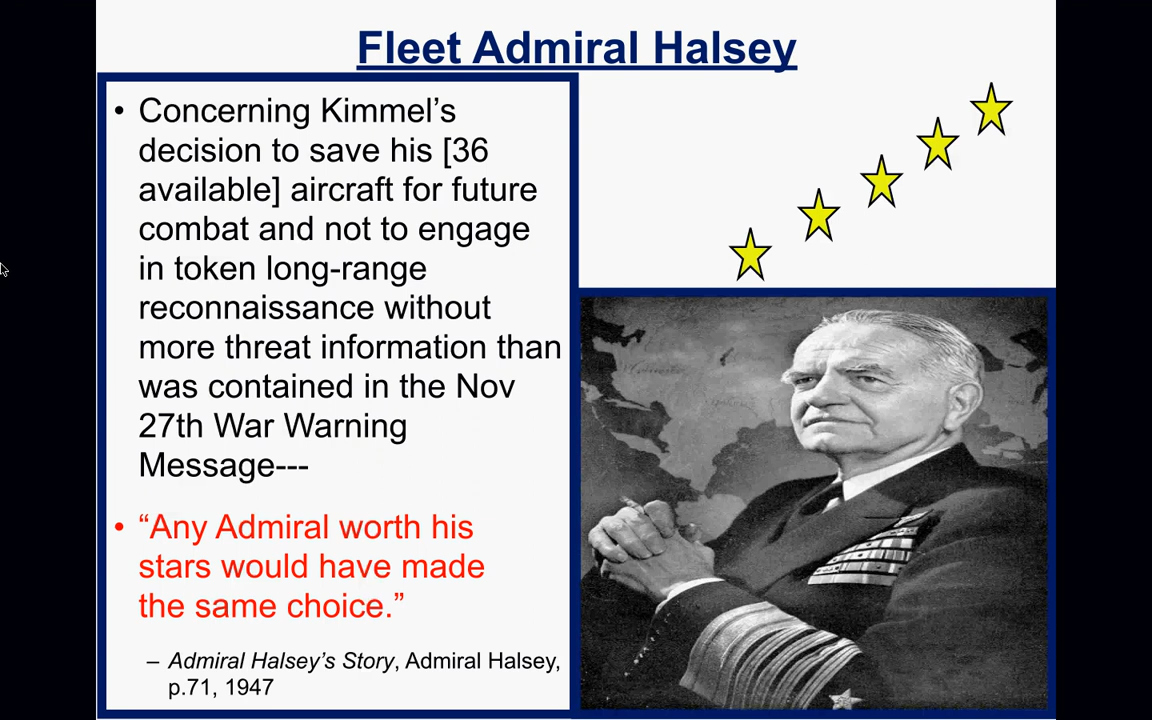 Fleet Admiral Halsey
• Concerning Kimmel’s
decision to save his [36
available] aircraft for future
combat and not to engage
in token long-range
reconnaissance without
more threat information than
was contained in the Nov
27th War Warning
Message---
• “Any Admiral worth his
stars would have made
the same choice.”
– Admiral Halsey’s Story, Admiral Halsey,
p.71, 1947